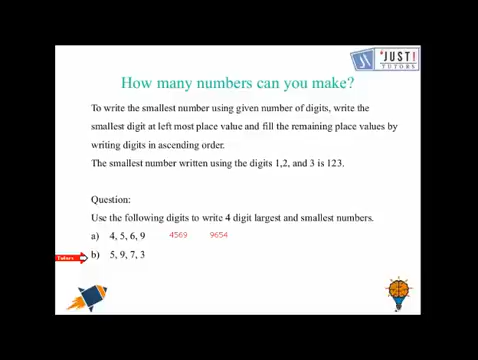 'JUST!
TUTORS
How many numbers can you make?
To write the smallest number using given number of digits, write the
smallest digit at left most place value and fill the remaining place values by
writing digits in ascending order.
The smallest number written using the digits 1,2, and 3 is 123.
Question:
Use the following digits to write 4 digit largest and smallest numbers.
a) 4, 5, 6, 9 4569 9654
Tutors b) 5, 9, 7, 3